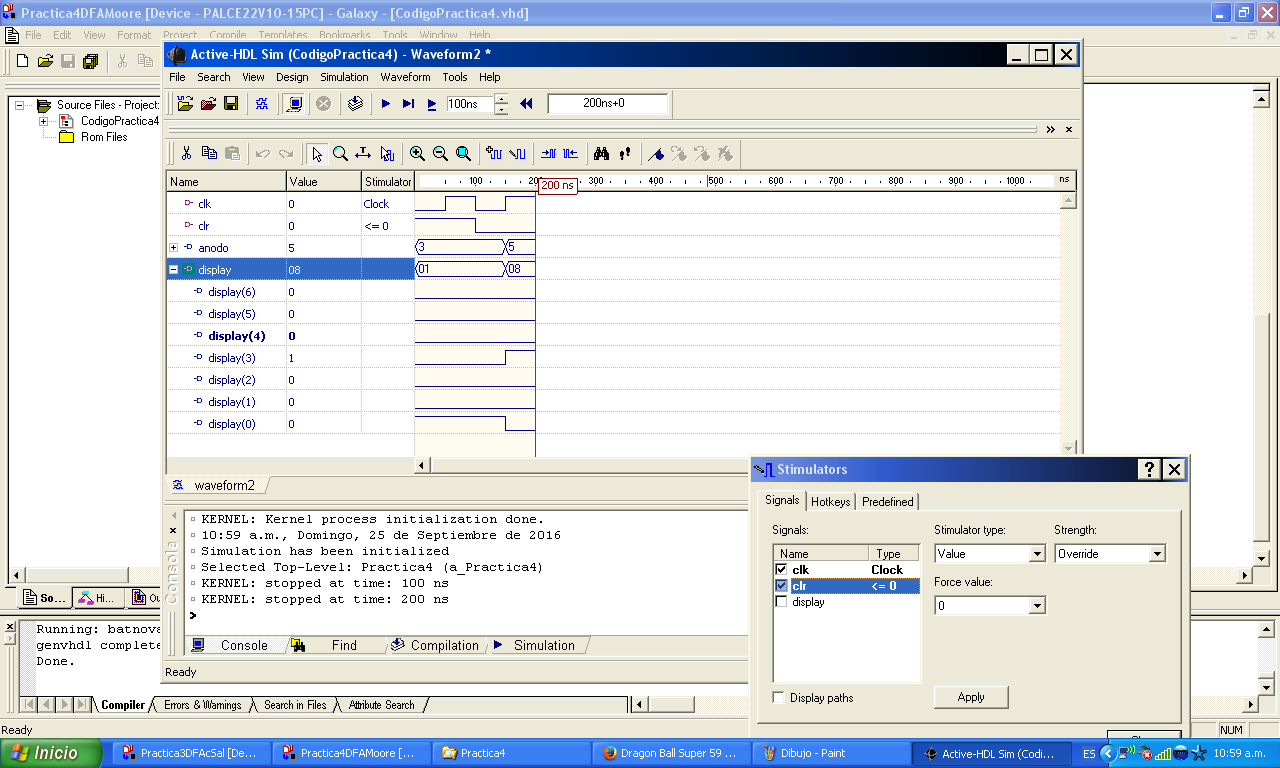 Practica4DFAMoore [Device - PALCE22V10-15PC] - Galaxy - [CodigoPractica4.vhd]
File Edit View Format Project Compile Templates Bookmarks Tools Window Help
Active-HDL Sim (CodigoPractica4) - Waveform2 *
File Search View Design Simulation Waveform Tools Help
100ns
200ns+0
Source Files - Project:
CodigoPractica4
Rom Files
Name Value Stimulator 100 200 300 400 500 600 700 800 900 1000 ns
200 ns
clk 0 Clock
clr 0 <= 0
anodo 5 3 5
display 08 01 08
display(6) 0
display(5) 0
display(4) 0
display(3) 1
display(2) 0
display(1) 0
display(0) 0
waveform2
Console
KERNEL: Kernel process initialization done.
10:59 a.m., Domingo, 25 de Septiembre de 2016
Simulation has been initialized
Selected Top-Level: Practica4 (a_Practica4)
KERNEL: stopped at time: 100 ns
KERNEL: stopped at time: 200 ns
>
Console Find Compilation Simulation
Ready
Stimulators
Signals Hotkeys Predefined
Signals: Stimulator type: Strength:
Name Type Value Override
clk Clock
clr <= 0 Force value:
display 0
Display paths Apply
So... Hi... Ou
Running: batnova
genvhdl complete
Done.
Compiler Errors & Warnings Search in Files Attribute Search
Ready NUM
Inicio Practica3DFAcSal [De... Practica4DFAMoore [... Practica4 Dragon Ball Super 59 ... Dibujo - Paint Active-HDL Sim (Codi... ES 10:59 a.m.